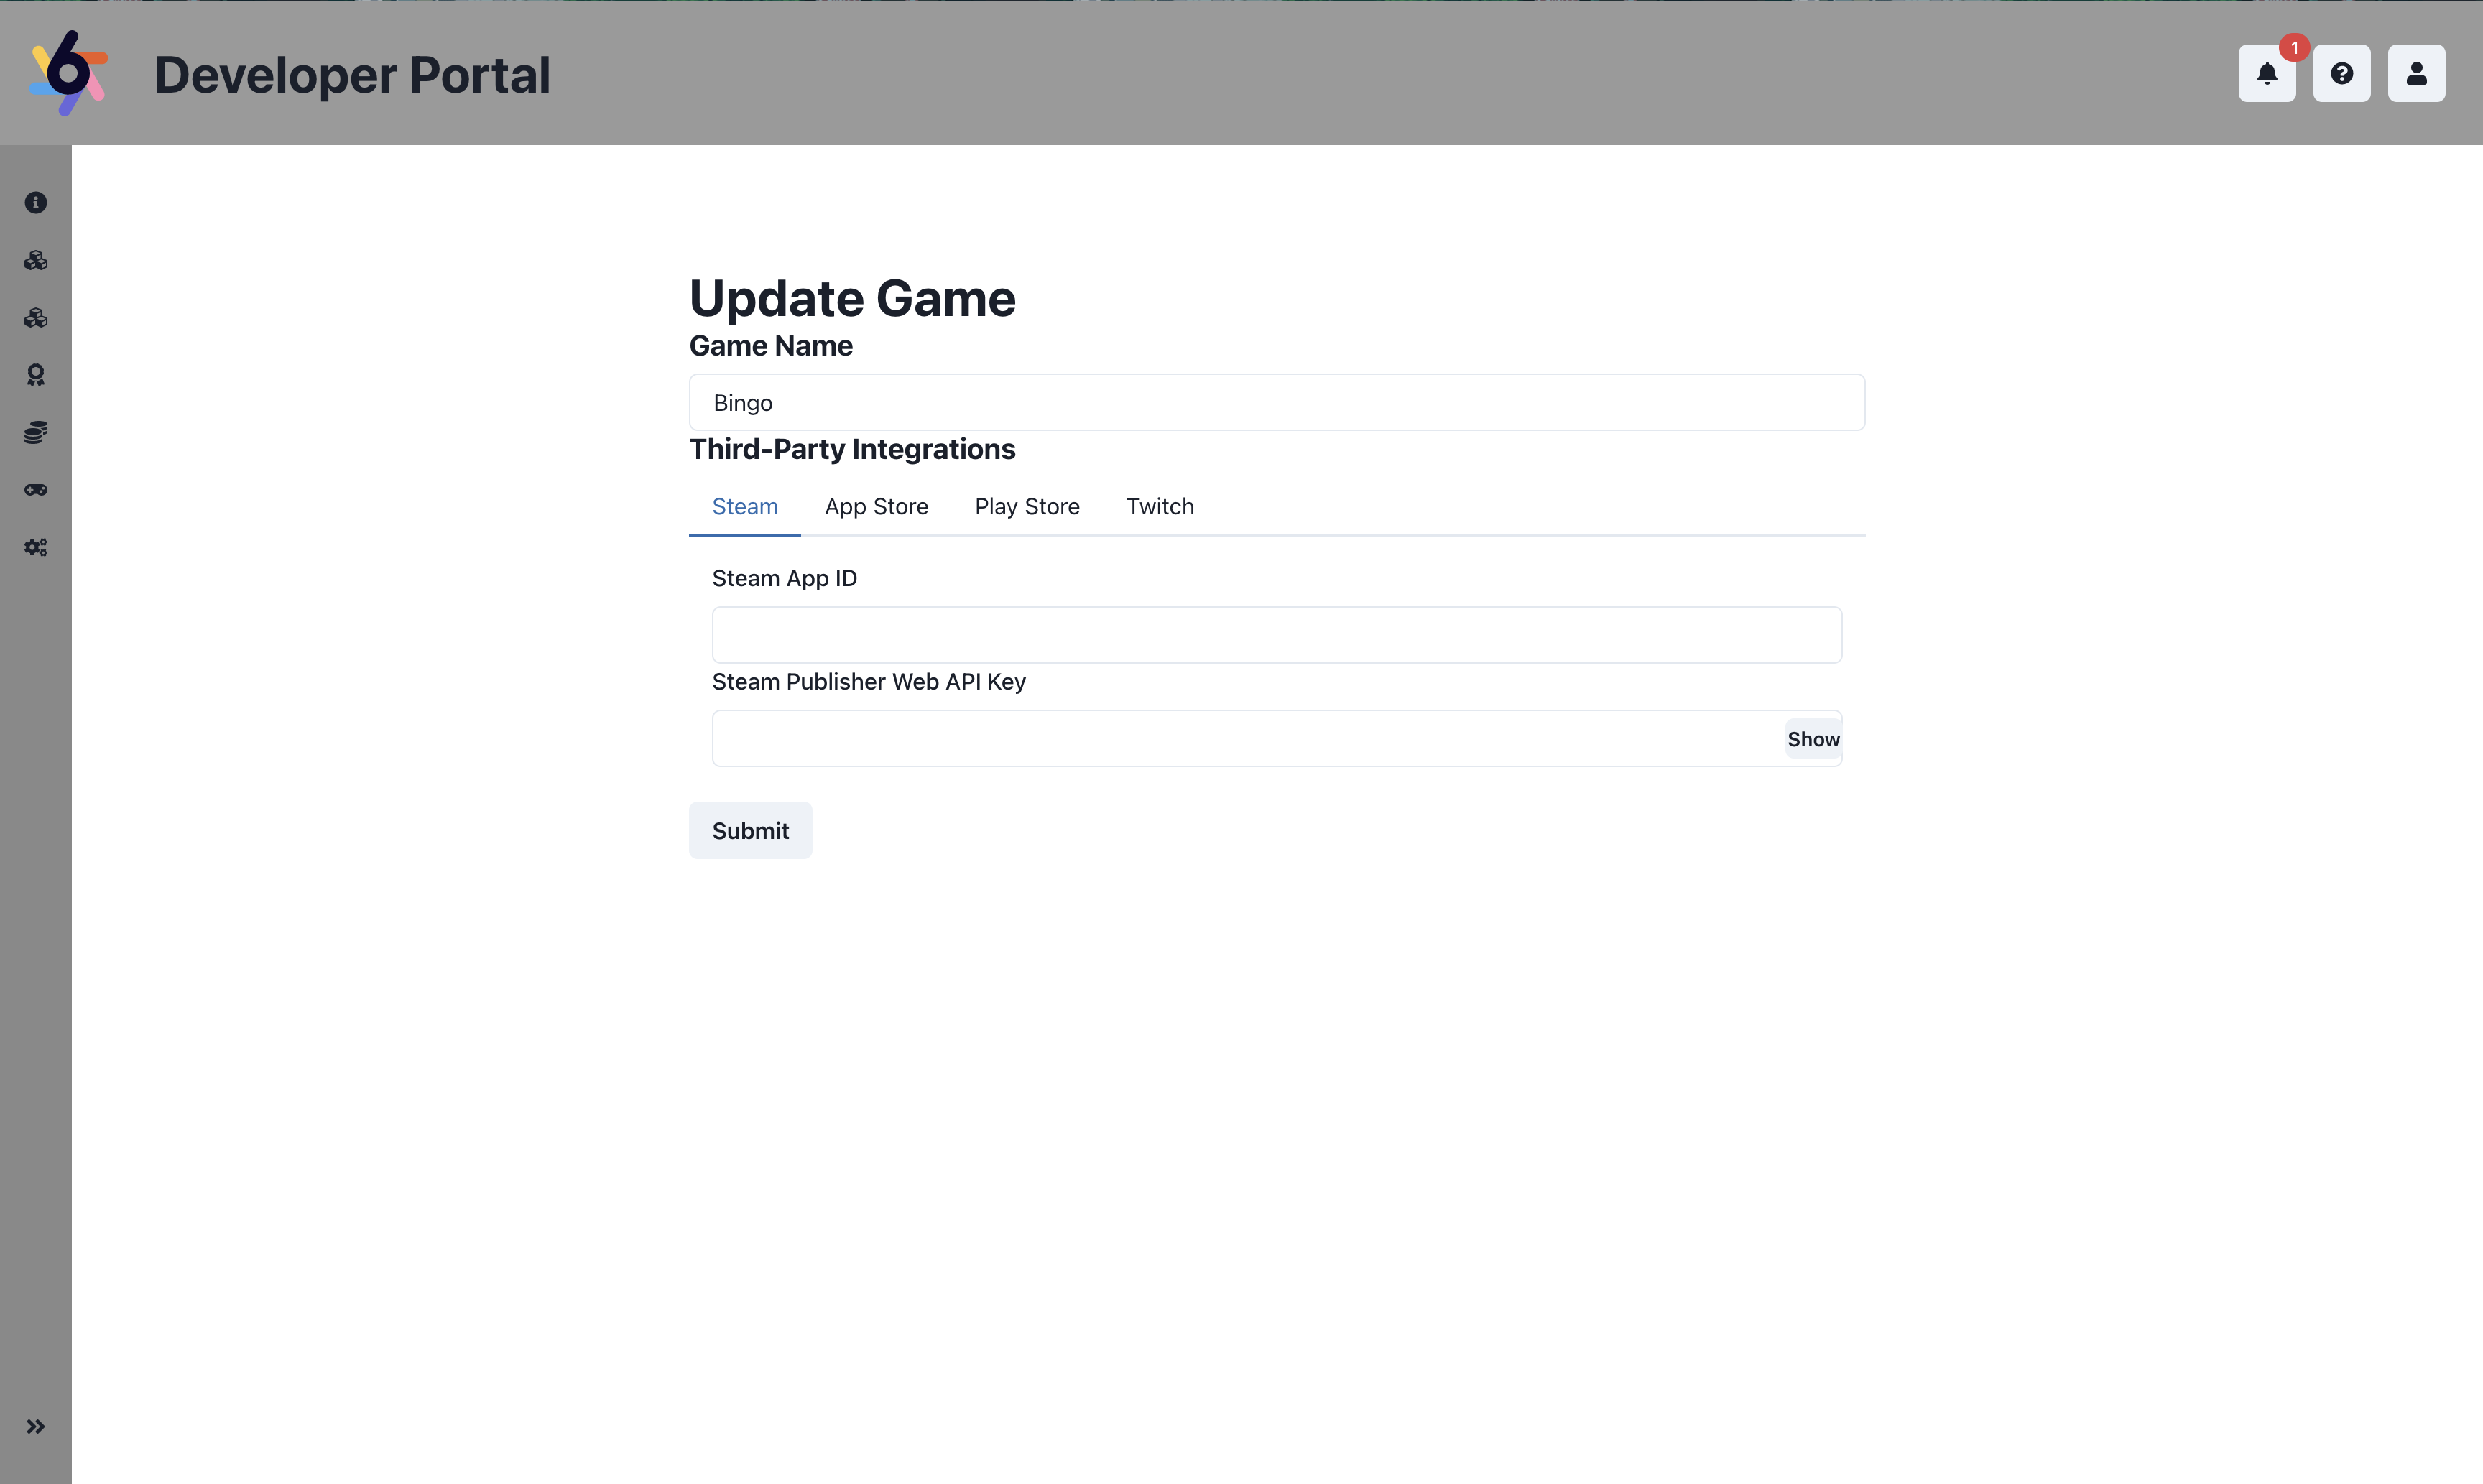 Developer Portal
1
Update Game
Game Name
Bingo
Third-Party Integrations
Steam App Store Play Store Twitch
Steam App ID
Steam Publisher Web API Key
Show
Submit